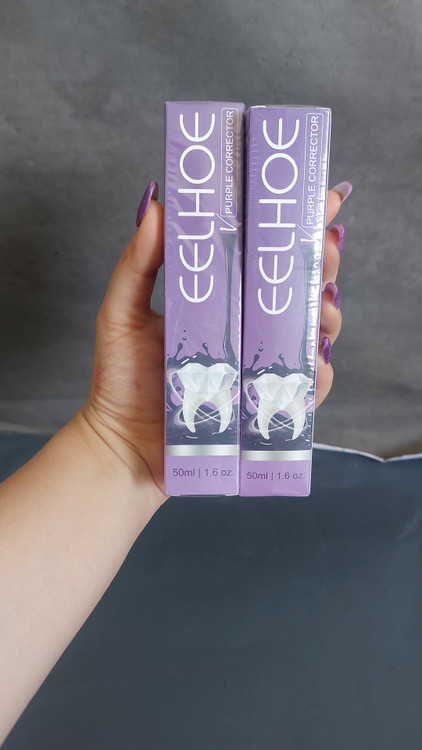 EELHOE
V PURPLE CORRECTOR
50ml | 1.6 oz.
EELHOE
V PURPLE CORRECTOR
50ml | 1.6 oz.